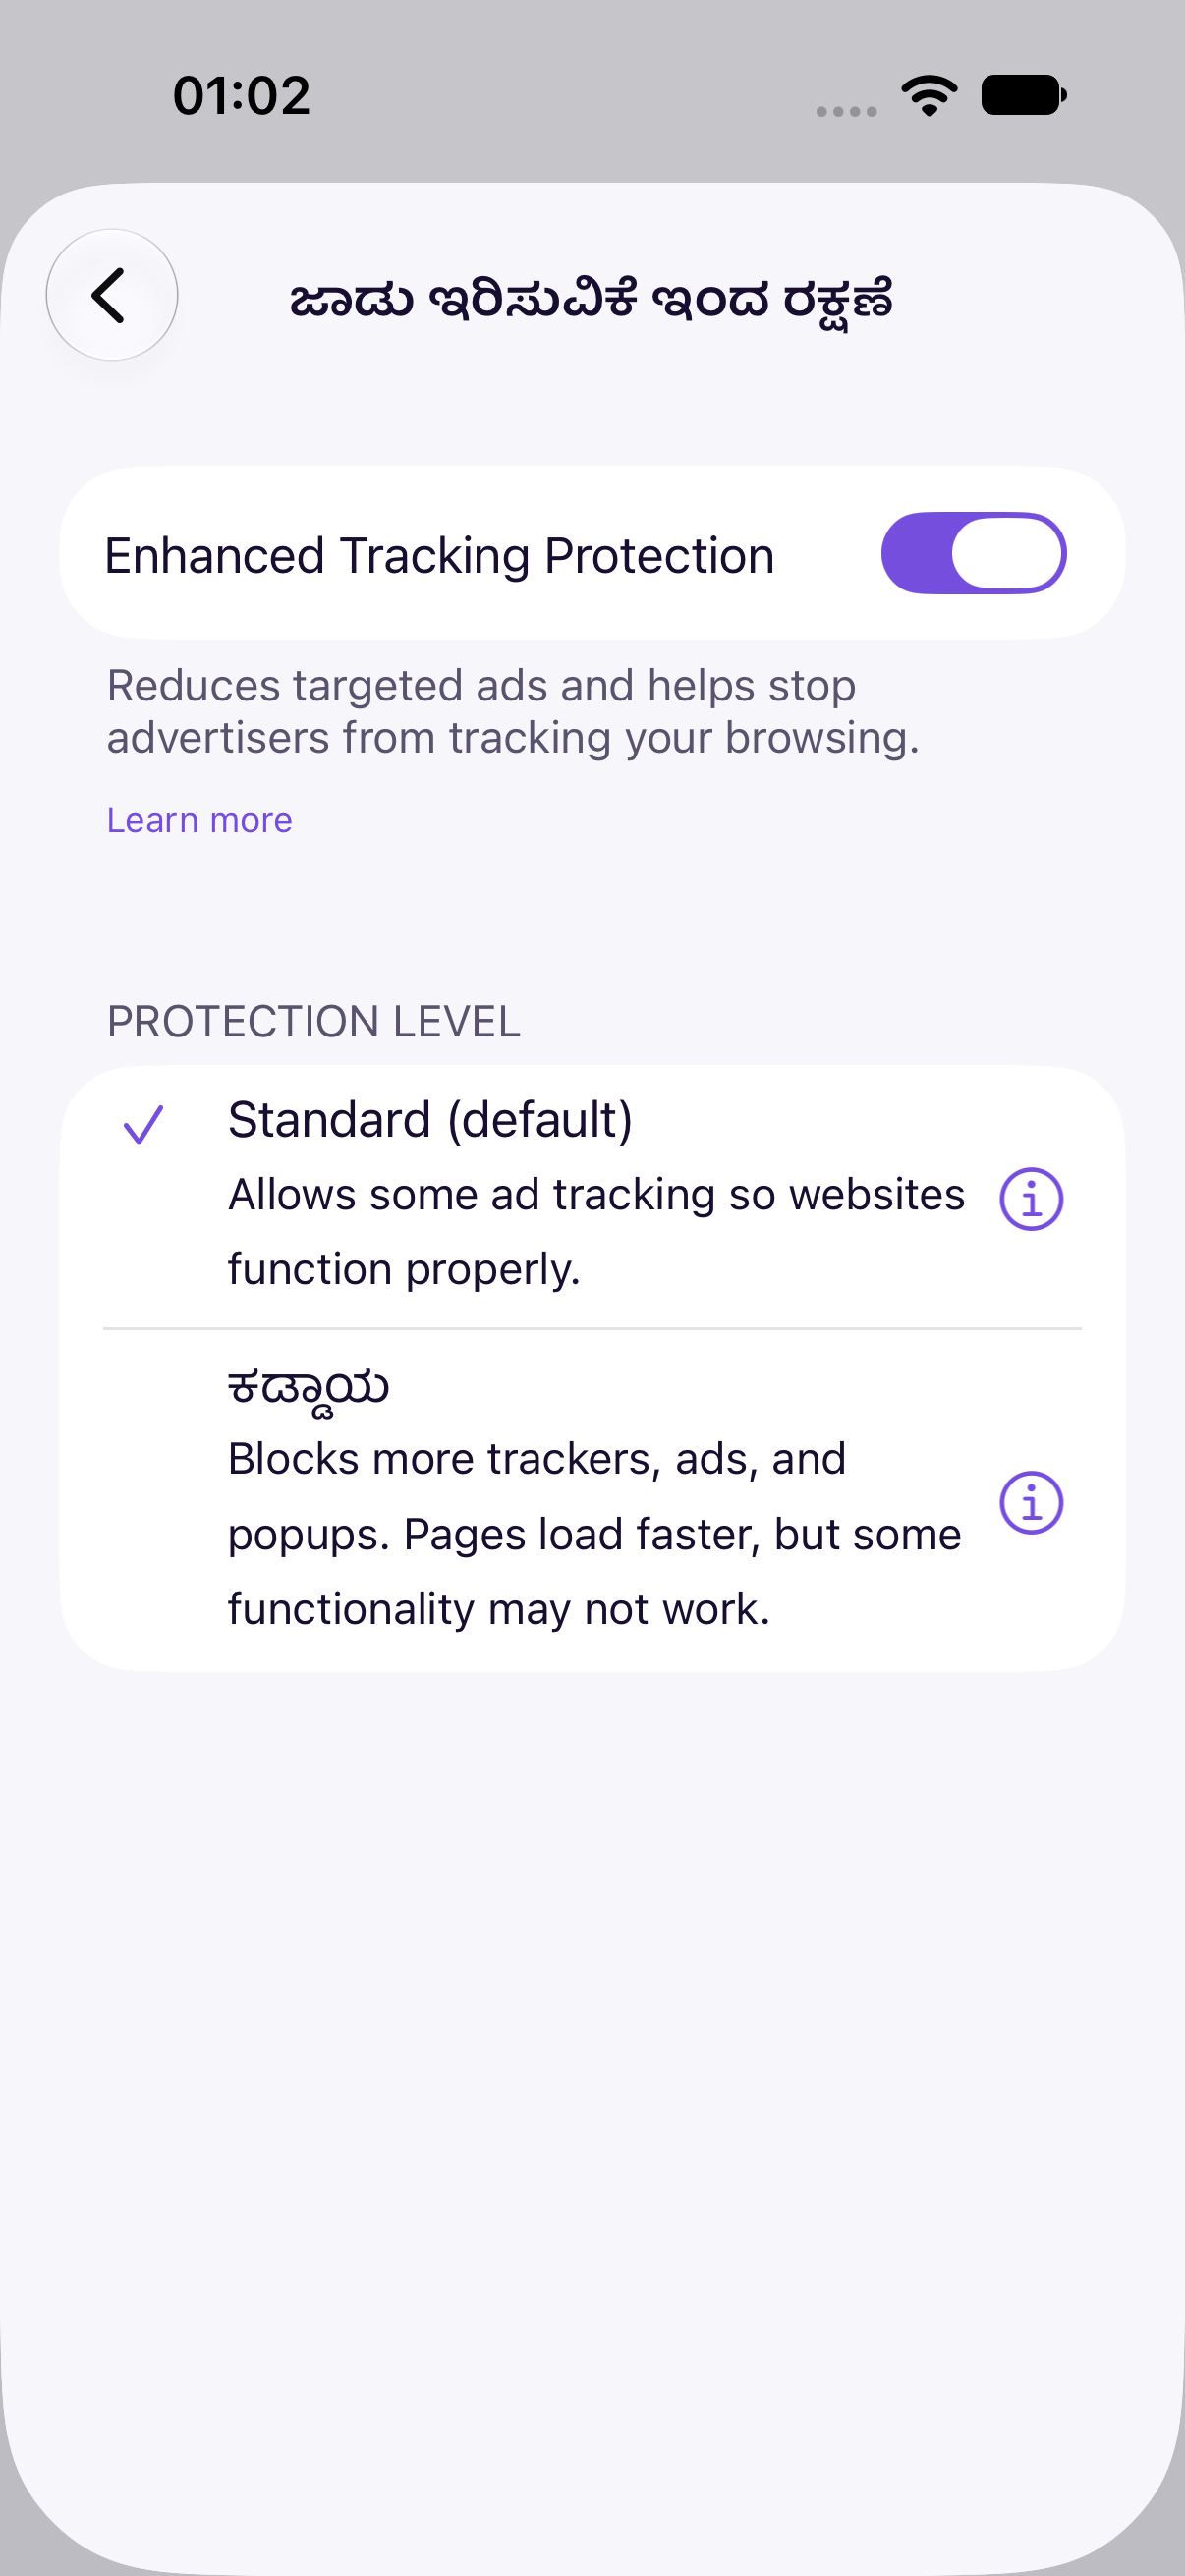 01:02
ಜಾಡು ಇರಿಸುವಿಕೆ ಇಂದ ರಕ್ಷಣೆ
Enhanced Tracking Protection
Reduces targeted ads and helps stop
advertisers from tracking your browsing.
Learn more
PROTECTION LEVEL
Standard (default)
Allows some ad tracking so websites
function properly.
ಕಡ್ಡಾಯ
Blocks more trackers, ads, and
popups. Pages load faster, but some
functionality may not work.